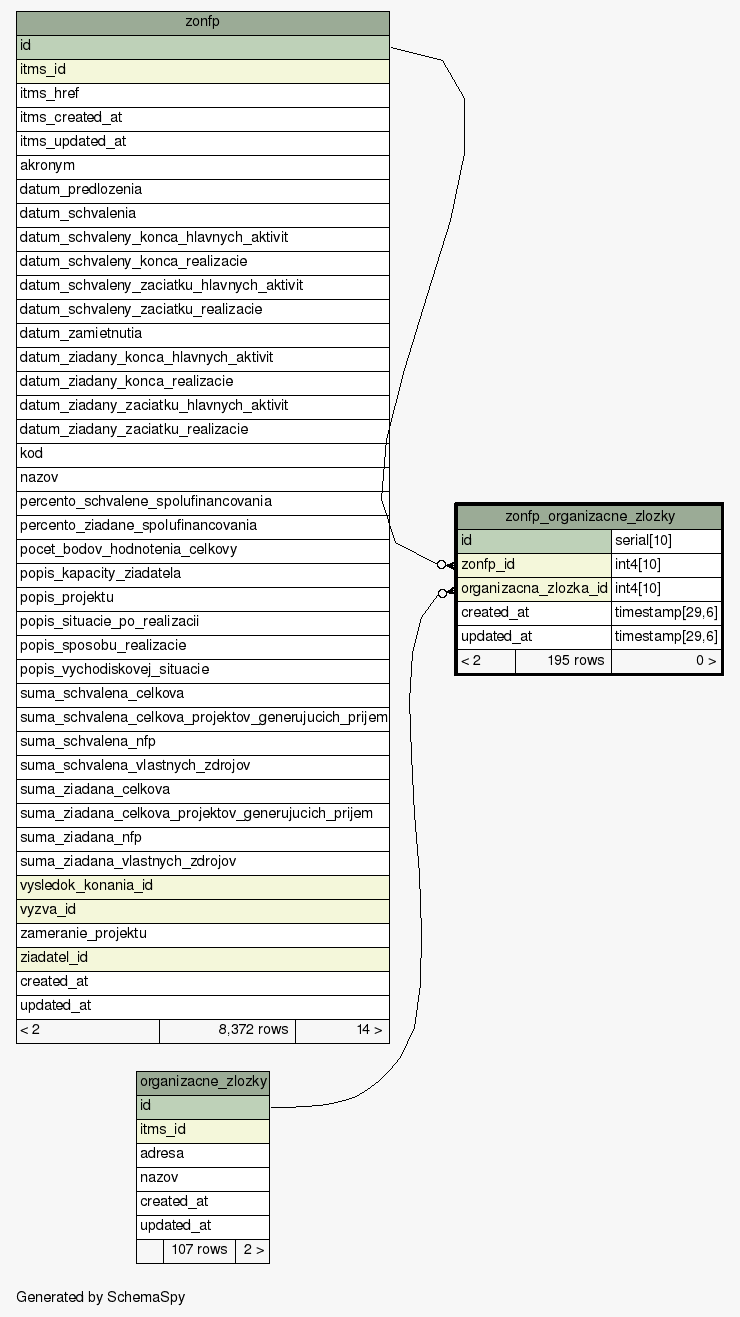 zonfp
id
itms_id
itms_href
itms_created_at
itms_updated_at
akronym
datum_predlozenia
datum_schvalenia
datum_schvaleny_konca_hlavnych_aktivit
datum_schvaleny_konca_realizacie
datum_schvaleny_zaciatku_hlavnych_aktivit
datum_schvaleny_zaciatku_realizacie
datum_zamietnutia
datum_ziadany_konca_hlavnych_aktivit
datum_ziadany_konca_realizacie
datum_ziadany_zaciatku_hlavnych_aktivit
datum_ziadany_zaciatku_realizacie
kod
nazov
percento_schvalene_spolufinancovania
percento_ziadane_spolufinancovania
pocet_bodov_hodnotenia_celkovy
popis_kapacity_ziadatela
popis_projektu
popis_situacie_po_realizacii
popis_sposobu_realizacie
popis_vychodiskovej_situacie
suma_schvalena_celkova
suma_schvalena_celkova_projektov_generujucich_prijem
suma_schvalena_nfp
suma_schvalena_vlastnych_zdrojov
suma_ziadana_celkova
suma_ziadana_celkova_projektov_generujucich_prijem
suma_ziadana_nfp
suma_ziadana_vlastnych_zdrojov
vysledok_konania_id
vyzva_id
zameranie_projektu
ziadatel_id
created_at
updated_at
< 2 8,372 rows 14 >
zonfp_organizacne_zlozky
id serial[10]
zonfp_id int4[10]
organizacna_zlozka_id int4[10]
created_at timestamp[29,6]
updated_at timestamp[29,6]
< 2 195 rows 0 >
organizacne_zlozky
id
itms_id
adresa
nazov
created_at
updated_at
107 rows 2 >
Generated by SchemaSpy